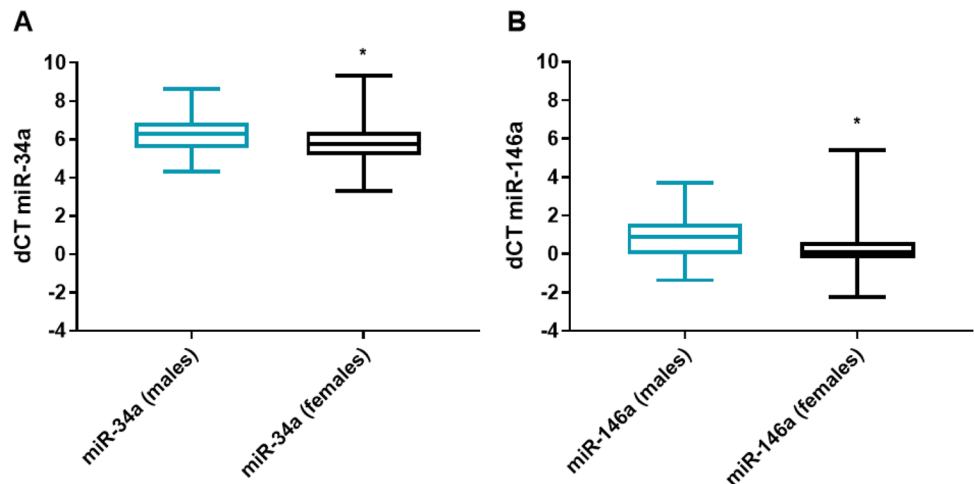 A
*
dCT miR-34a
10
8
6
4
2
0
-2
-4
miR-34a (males)
miR-34a (females)
B
*
dCT miR-146a
10
8
6
4
2
0
-2
-4
miR-146a (males)
miR-146a (females)